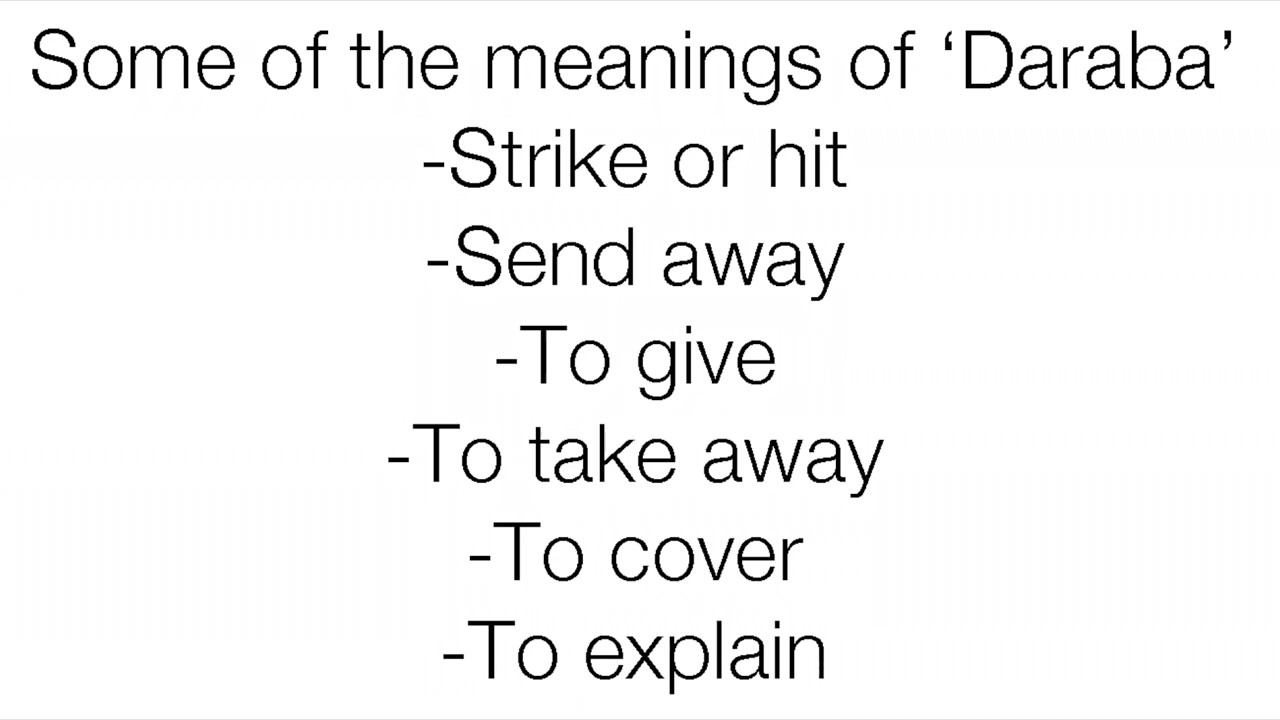 Some of the meanings of ‘Daraba’
-Strike or hit
-Send away
-To give
-To take away
-To cover
-To explain